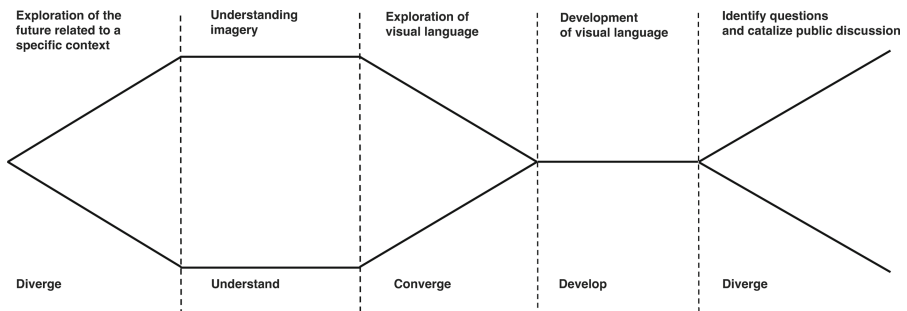 Exploration of the
future related to a
specific context
Understanding
imagery
Exploration of
visual language
Development
of visual language
Identify questions
and catalize public discussion
Diverge
Understand
Converge
Develop
Diverge